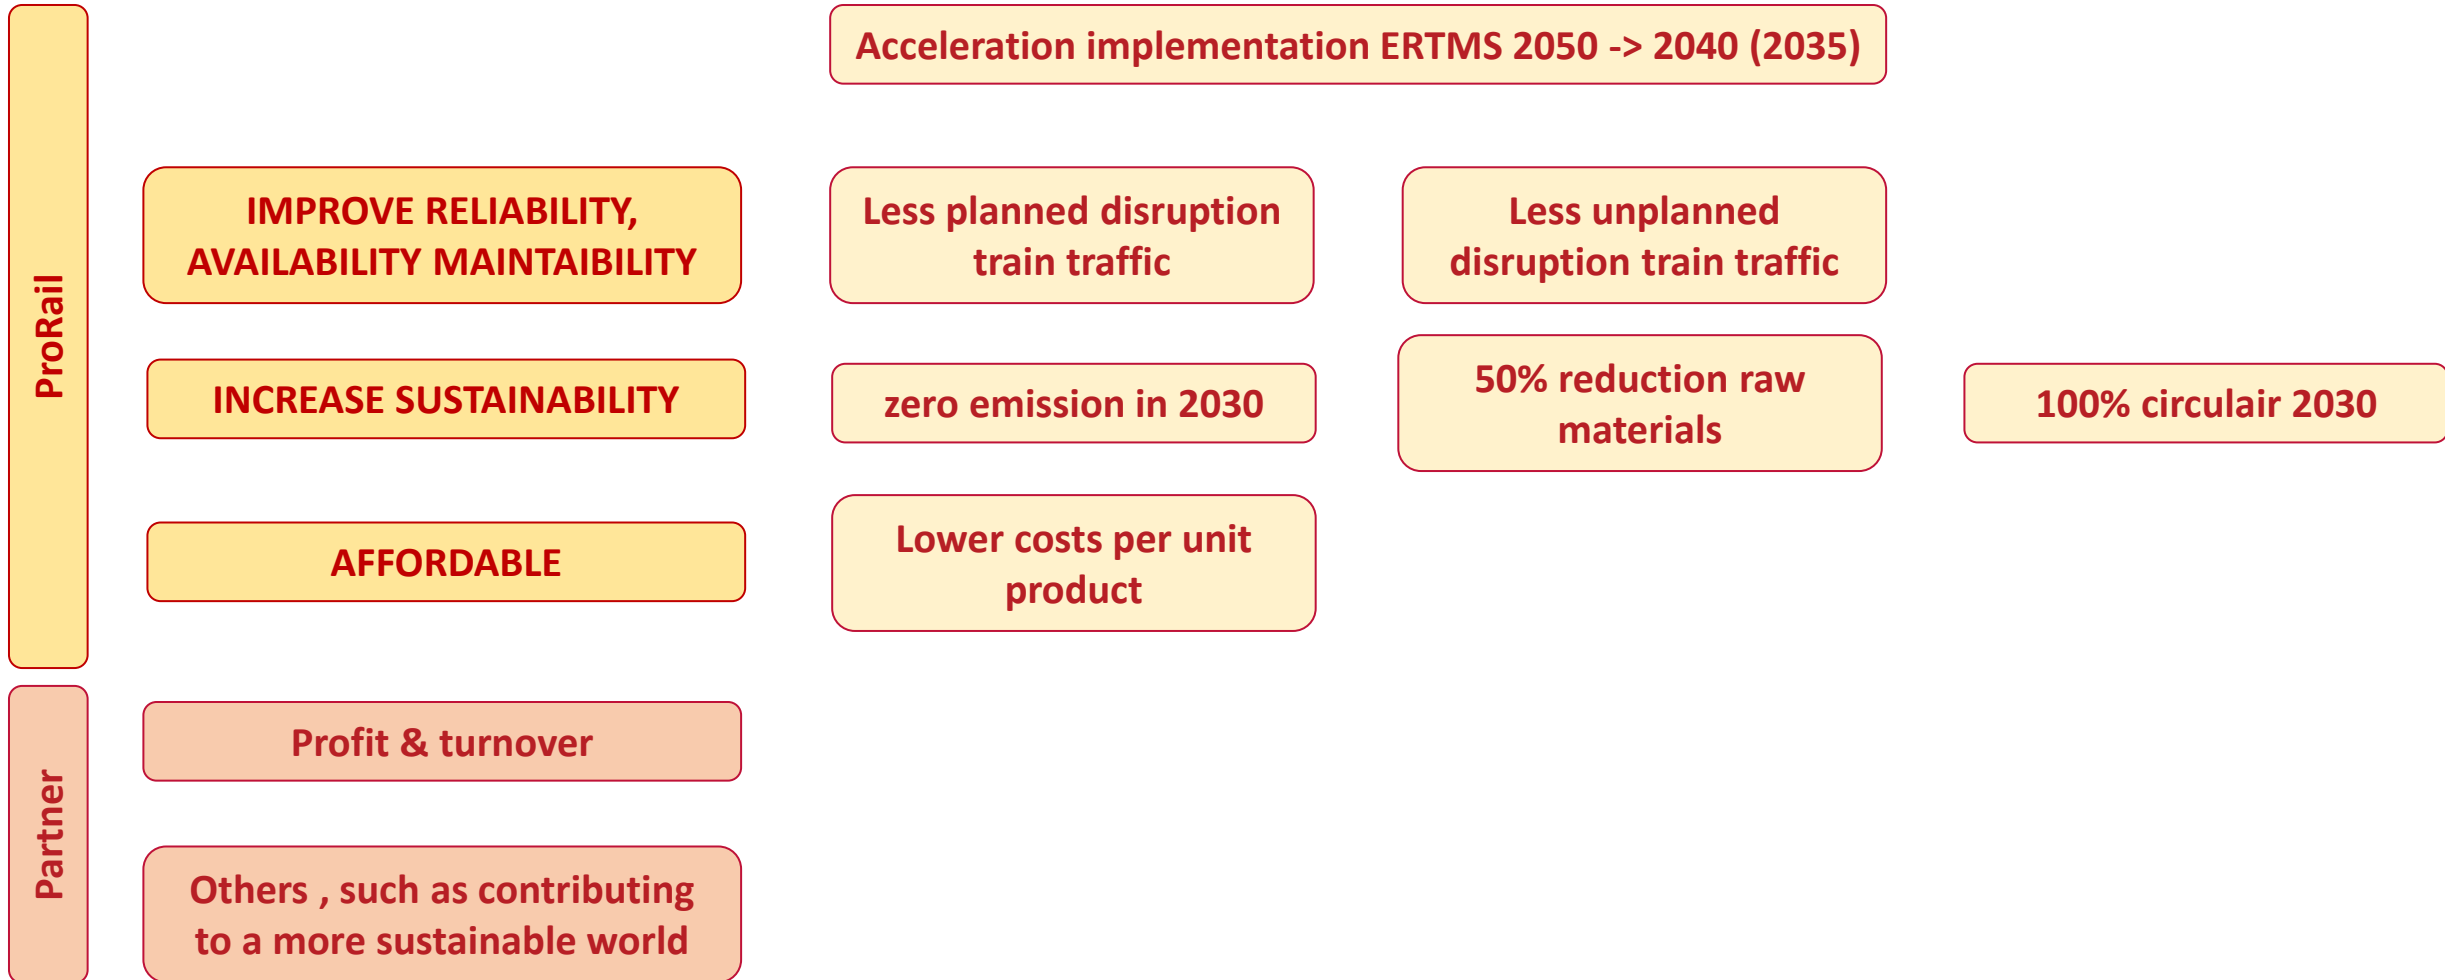 ProRail
Acceleration implementation ERTMS 2050 -> 2040 (2035)
IMPROVE RELIABILITY,
AVAILABILITY MAINTAIBILITY
Less planned disruption
train traffic
Less unplanned
disruption train traffic
INCREASE SUSTAINABILITY
zero emission in 2030
50% reduction raw
materials
100% circulair 2030
AFFORDABLE
Lower costs per unit
product
Partner
Profit & turnover
Others , such as contributing
to a more sustainable world